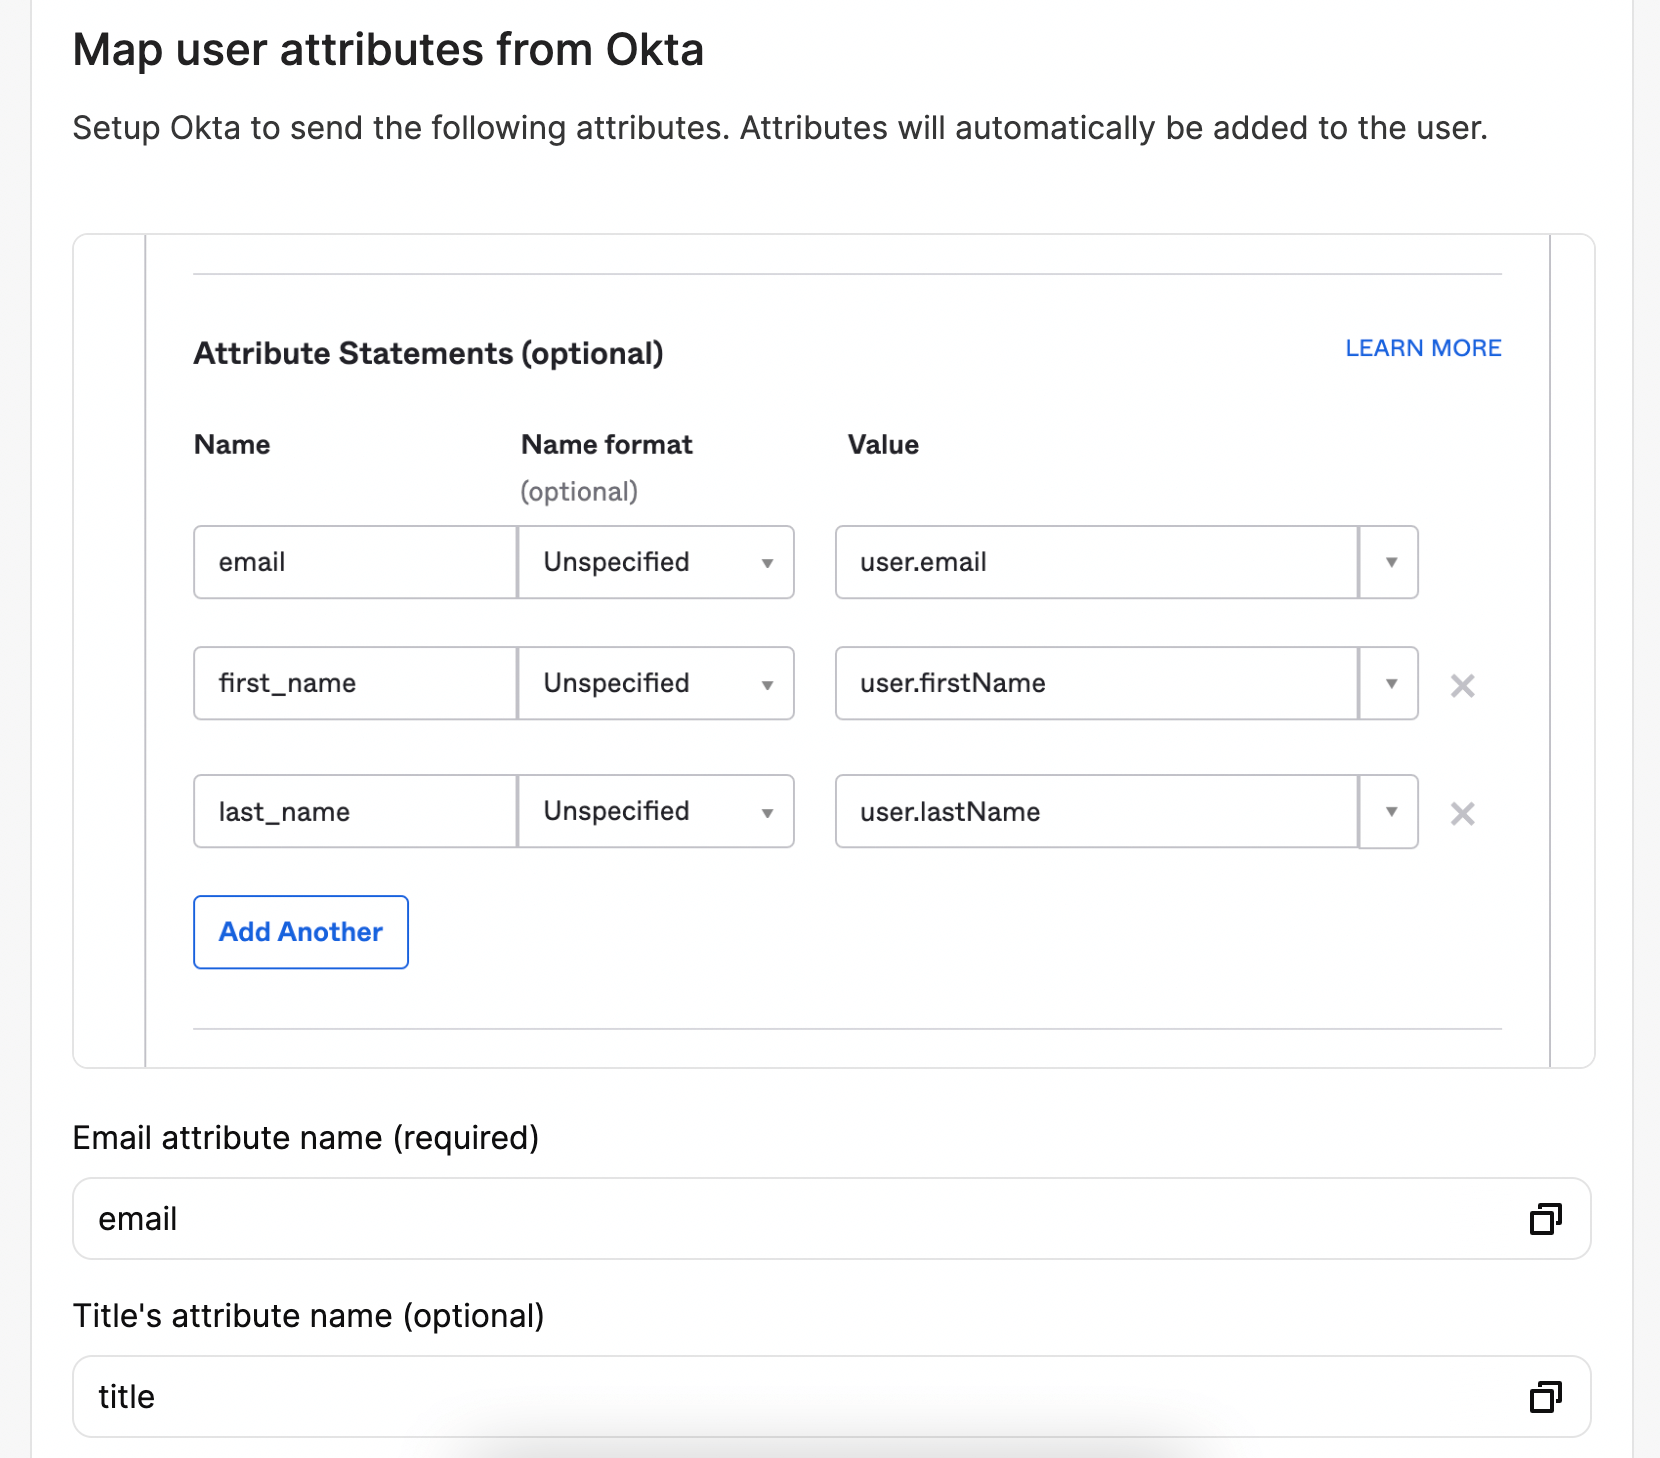 Map user attributes from Okta
Setup Okta to send the following attributes. Attributes will automatically be added to the user.
Attribute Statements (optional)
LEARN MORE
Name
Name format
(optional)
Value
email
Unspecified
user.email
first_name
Unspecified
user.firstName
last_name
Unspecified
user.lastName
Add Another
Email attribute name (required)
email
Title's attribute name (optional)
title